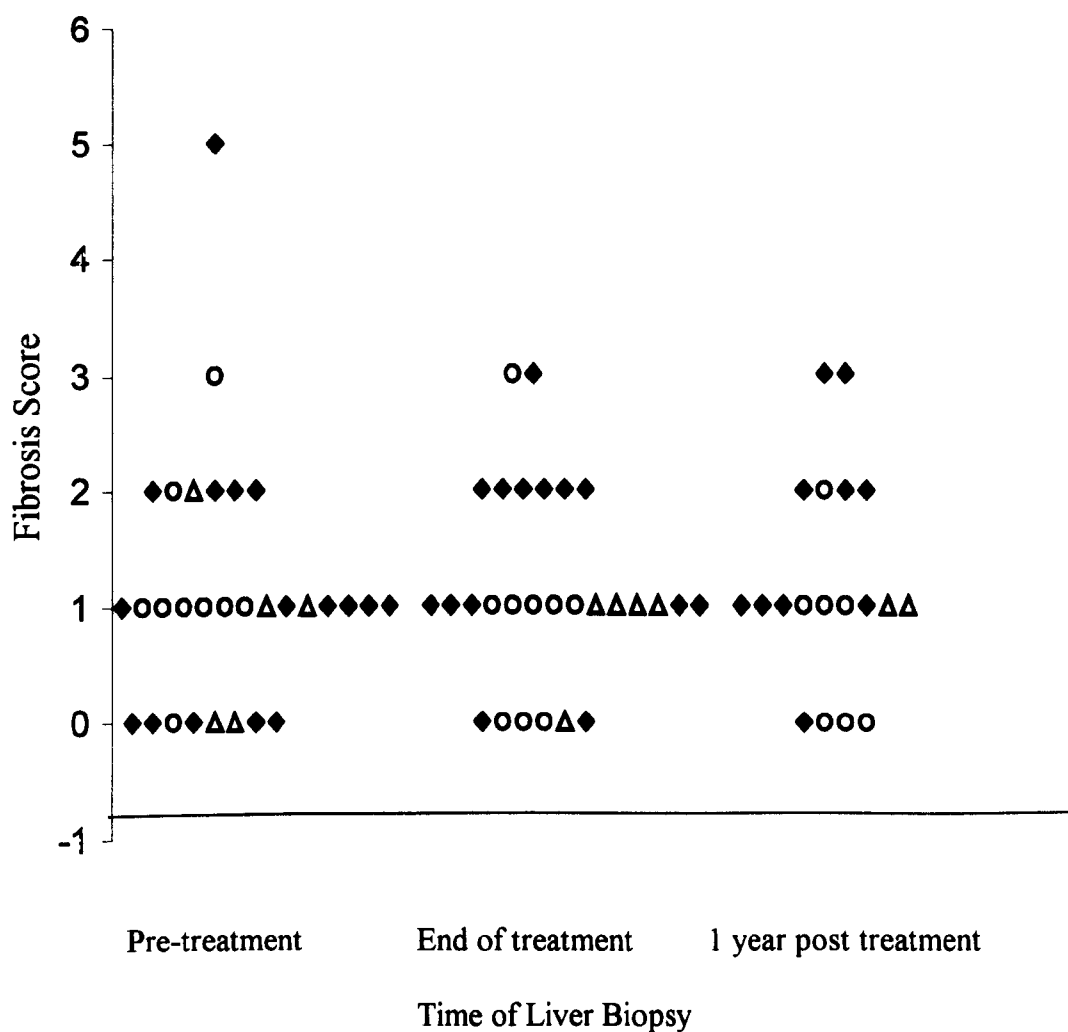 6
5
4
3
2
1
0
-1
Fibrosis Score
Pre-treatment
End of treatment
1 year post treatment
Time of Liver Biopsy